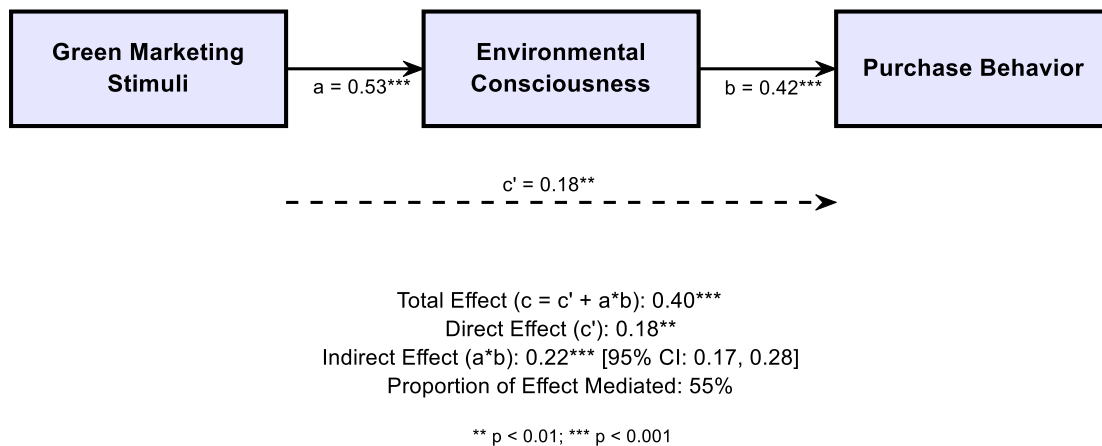 Green Marketing
Stimuli
Environmental
Consciousness
Purchase Behavior
a = 0.53***
b = 0.42***
c' = 0.18**
Total Effect (c = c' + a*b): 0.40***
Direct Effect (c'): 0.18**
Indirect Effect (a*b): 0.22*** [95% CI: 0.17, 0.28]
Proportion of Effect Mediated: 55%
** p < 0.01; *** p < 0.001